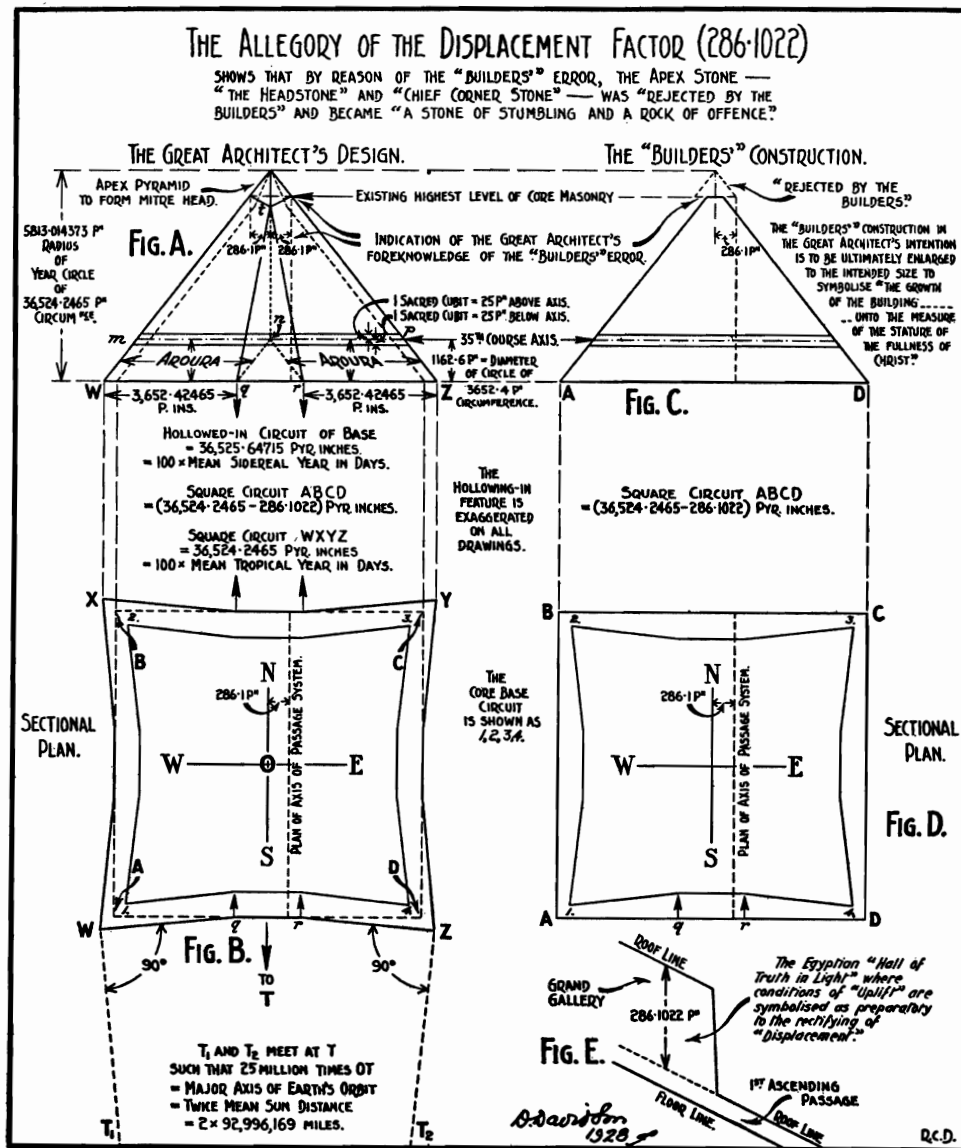 THE ALLEGORY OF THE DISPLACEMENT FACTOR (286·1022)
SHOWS THAT BY REASON OF THE "BUILDERS'" ERROR, THE APEX STONE —
"THE HEADSTONE" AND "CHIEF CORNER STONE" — WAS "REJECTED BY THE
BUILDERS" AND BECAME "A STONE OF STUMBLING AND A ROCK OF OFFENCE."
THE GREAT ARCHITECT'S DESIGN.
THE "BUILDERS'" CONSTRUCTION.
APEX PYRAMID
TO FORM MITRE HEAD.
EXISTING HIGHEST LEVEL OF CORE MASONRY
"REJECTED BY THE
BUILDERS."
5813·014373 P"
RADIUS
OF
YEAR CIRCLE
OF
36,524·2465 P"
CIRCUM FSE.
FIG. A.
t
286·1P" 286·1P"
INDICATION OF THE GREAT ARCHITECT'S
FOREKNOWLEDGE OF THE "BUILDERS'" ERROR.
286·1P"
THE "BUILDERS'" CONSTRUCTION IN
THE GREAT ARCHITECT'S INTENTION
IS TO BE ULTIMATELY ENLARGED
TO THE INTENDED SIZE TO
SYMBOLISE "THE GROWTH
OF THE BUILDING _____
__ UNTO THE MEASURE
OF THE STATURE OF
THE FULLNESS OF
CHRIST."
1 SACRED CUBIT = 25 P" ABOVE AXIS.
1 SACRED CUBIT = 25 P" BELOW AXIS.
m
n
p
35TH COURSE AXIS.
AROURA
AROURA
1162·6 P" = DIAMETER
OF CIRCLE OF
3652·4 P"
CIRCUMFERENCE.
W
q
r
Z
A
D
3,652·42465
P. INS.
3,652·42465
P. INS.
FIG. C.
HOLLOWED-IN CIRCUIT OF BASE
= 36,525·64715 PYR. INCHES.
= 100 × MEAN SIDEREAL YEAR IN DAYS.
SQUARE CIRCUIT ABCD
= (36,524·2465 – 286·1022) PYR. INCHES.
SQUARE CIRCUIT, WXYZ
= 36,524·2465 PYR. INCHES
= 100 × MEAN TROPICAL YEAR IN DAYS.
THE
HOLLOWING-IN
FEATURE IS
EXAGGERATED
ON ALL
DRAWINGS.
SQUARE CIRCUIT ABCD
= (36,524·2465 – 286·1022) PYR. INCHES.
X
Y
B
C
2.
3.
B
C
2.
3.
N
286·1 P"
W
O
E
S
PLAN OF AXIS OF PASSAGE SYSTEM.
SECTIONAL
PLAN.
THE
CORE BASE
CIRCUIT
IS SHOWN AS
1,2,3,4.
N
286·1 P"
W
E
S
PLAN OF AXIS OF PASSAGE SYSTEM.
SECTIONAL
PLAN.
FIG. D.
A
D
1.
4.
W
q
r
Z
A
1.
q
r
4.
D
FIG. B.
90°
90°
TO
T
T1 AND T2 MEET AT T
SUCH THAT 25 MILLION TIMES OT
= MAJOR AXIS OF EARTH'S ORBIT
= TWICE MEAN SUN DISTANCE
= 2 × 92,996,169 MILES.
T1
T2
ROOF LINE.
GRAND
GALLERY
286·1022 P"
FIG. E.
FLOOR LINE.
ROOF LINE
1ST ASCENDING
PASSAGE
The Egyptian "Hall of
Truth in Light" where
conditions of "Uplift" are
symbolised as preparatory
to the rectifying of
"Displacement."
D. Davidson
1928
D.C.D.